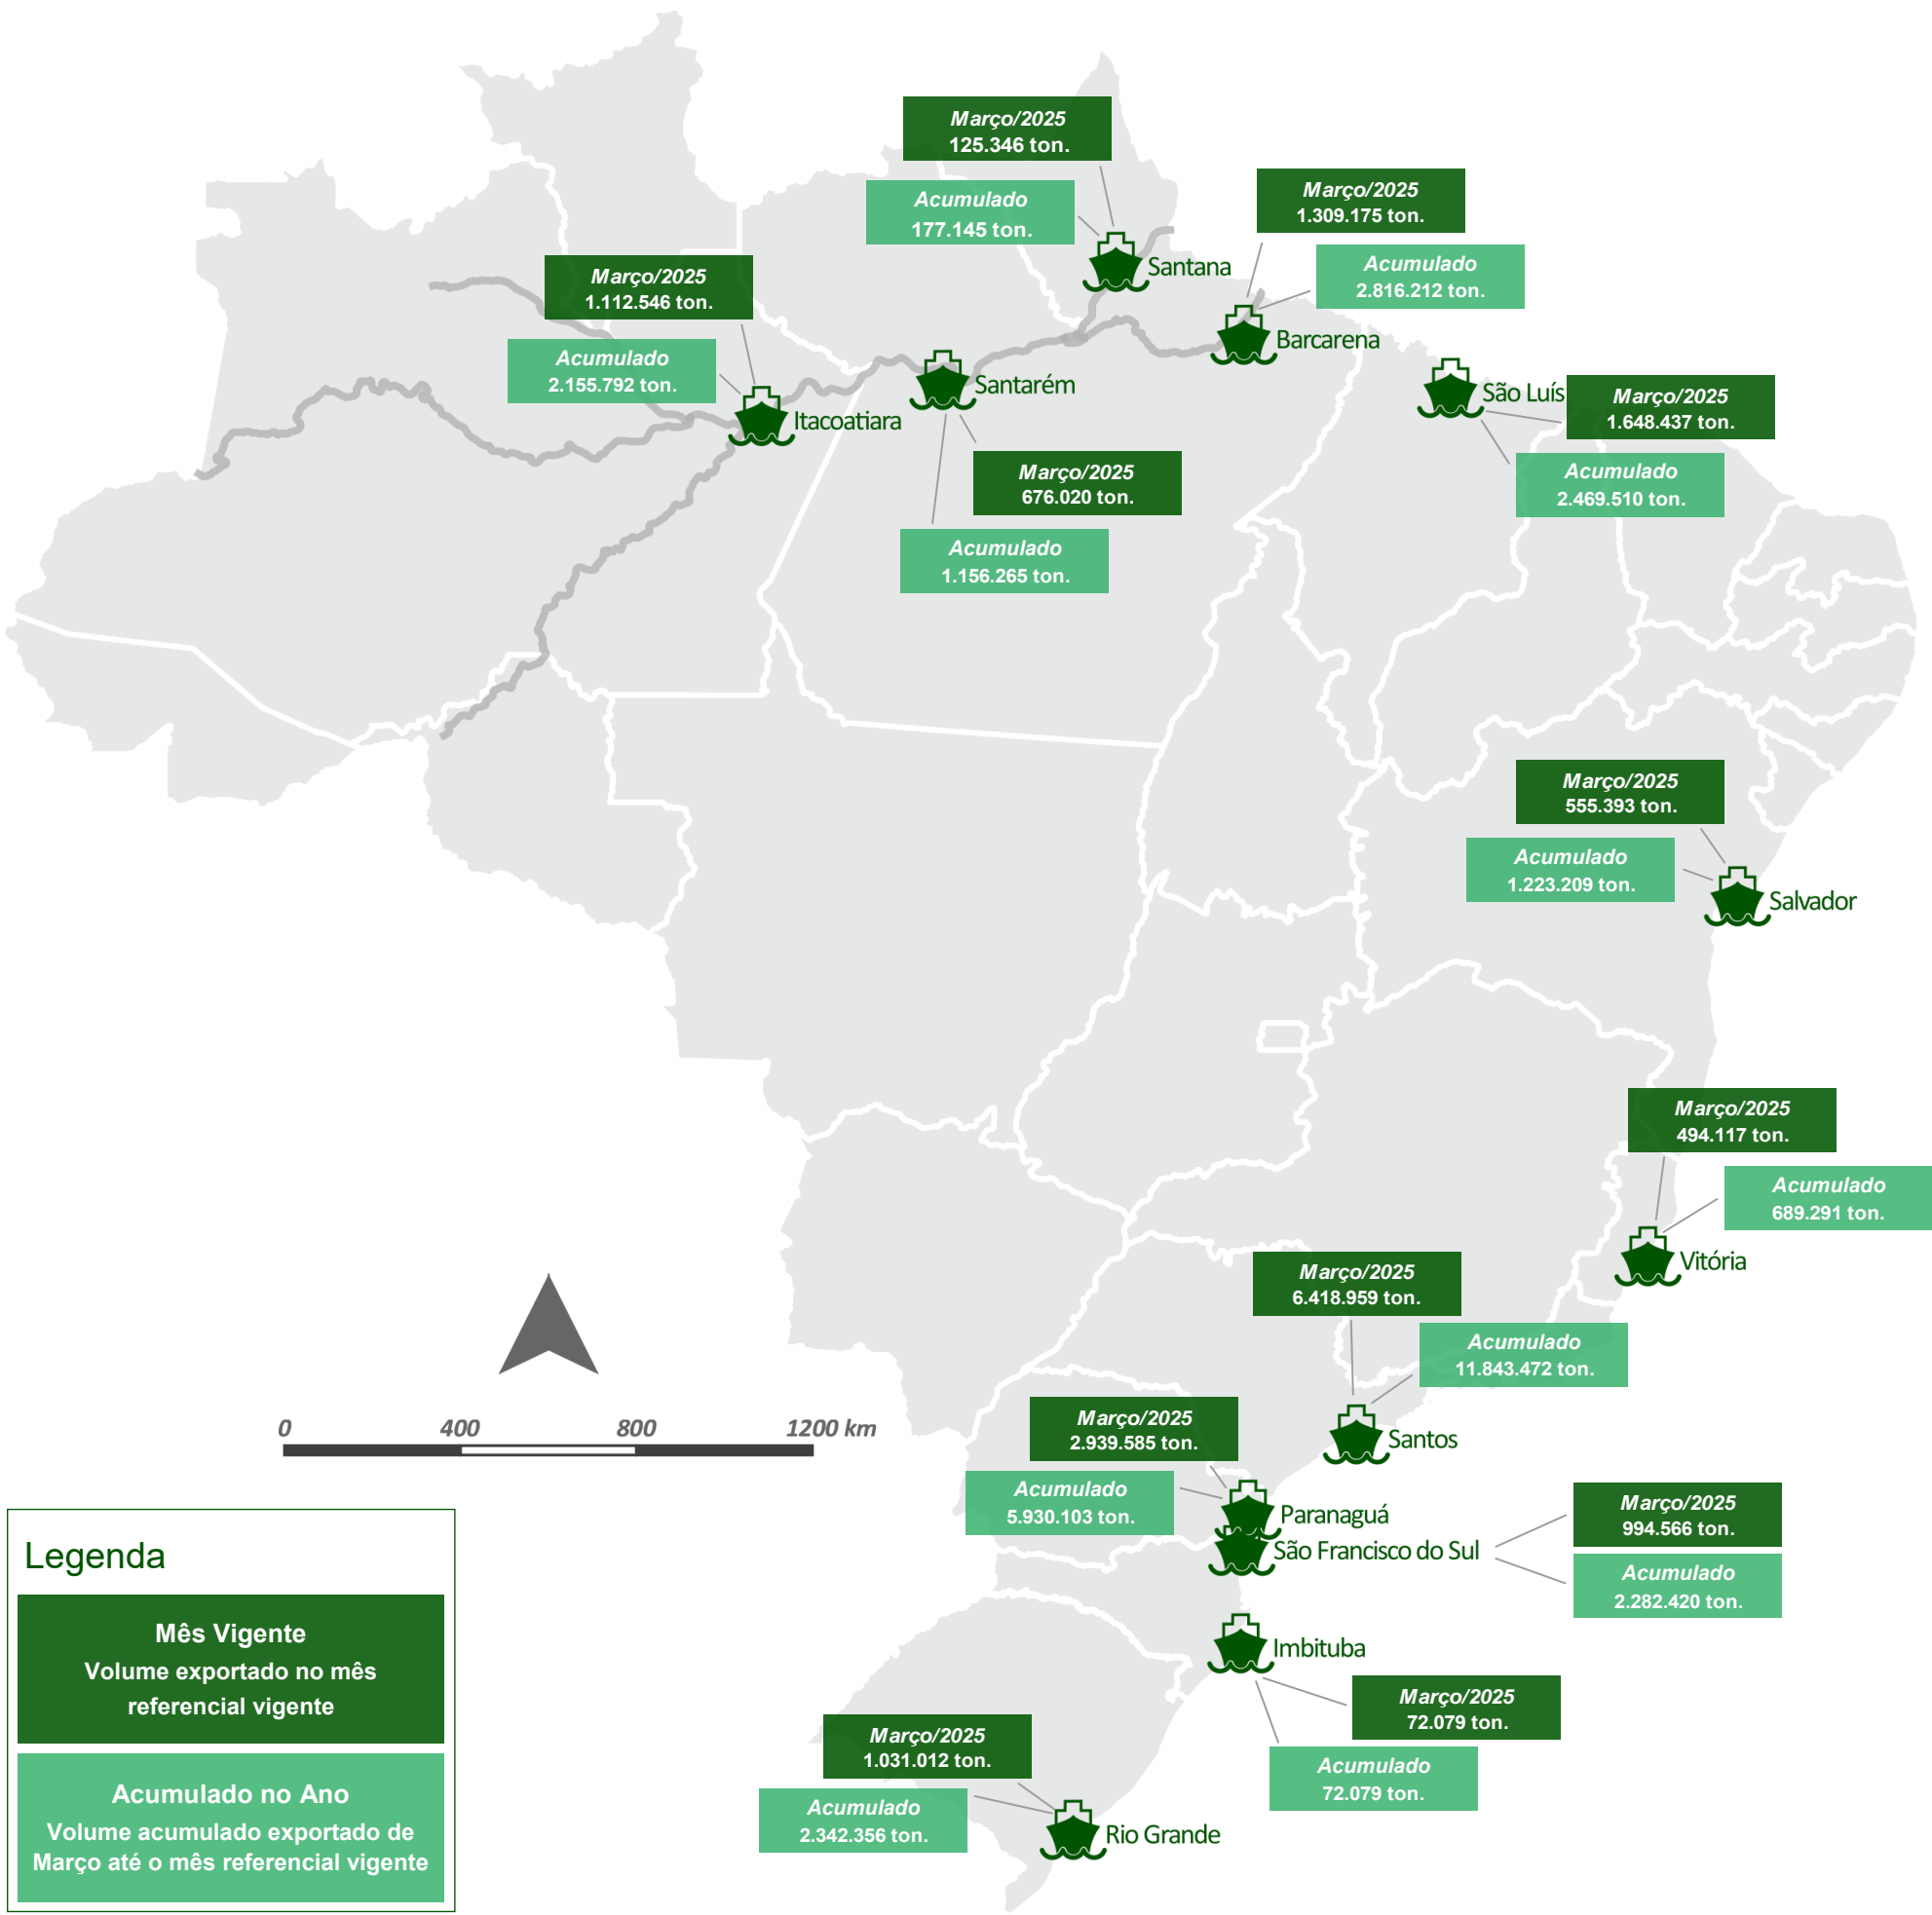 Março/2025
125.346 ton.
Acumulado
177.145 ton.
Santana
Março/2025
1.309.175 ton.
Acumulado
2.816.212 ton.
Barcarena
Março/2025
1.112.546 ton.
Acumulado
2.155.792 ton.
Itacoatiara
Santarém
Março/2025
676.020 ton.
Acumulado
1.156.265 ton.
São Luís
Março/2025
1.648.437 ton.
Acumulado
2.469.510 ton.
Março/2025
555.393 ton.
Acumulado
1.223.209 ton.
Salvador
Março/2025
494.117 ton.
Acumulado
689.291 ton.
Vitória
Março/2025
6.418.959 ton.
Acumulado
11.843.472 ton.
Santos
Março/2025
2.939.585 ton.
Acumulado
5.930.103 ton.
Paranaguá
São Francisco do Sul
Março/2025
994.566 ton.
Acumulado
2.282.420 ton.
Imbituba
Março/2025
72.079 ton.
Acumulado
72.079 ton.
Março/2025
1.031.012 ton.
Acumulado
2.342.356 ton.
Rio Grande
0 400 800 1200 km
Legenda
Mês Vigente
Volume exportado no mês
referencial vigente
Acumulado no Ano
Volume acumulado exportado de
Março até o mês referencial vigente